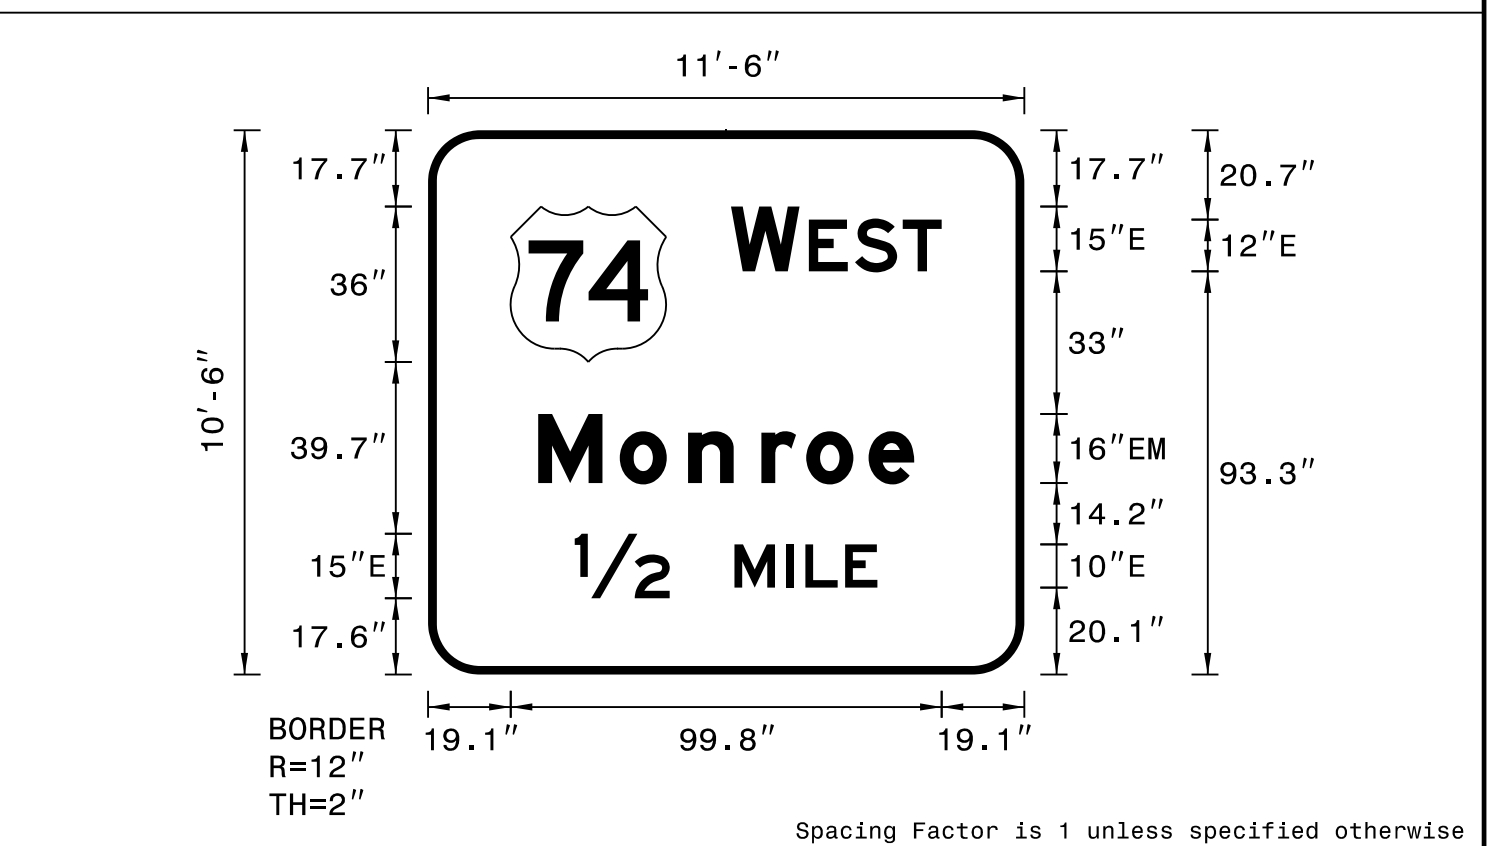 11'-6"
17.7" 17.7" 20.7"
74 WEST
15"E 12"E
36"
33"
10'-6"
39.7" Monroe 16"EM
93.3"
14.2"
15"E 1/2 MILE 10"E
17.6" 20.1"
BORDER 19.1" 99.8" 19.1"
R=12"
TH=2"
Spacing Factor is 1 unless specified otherwise